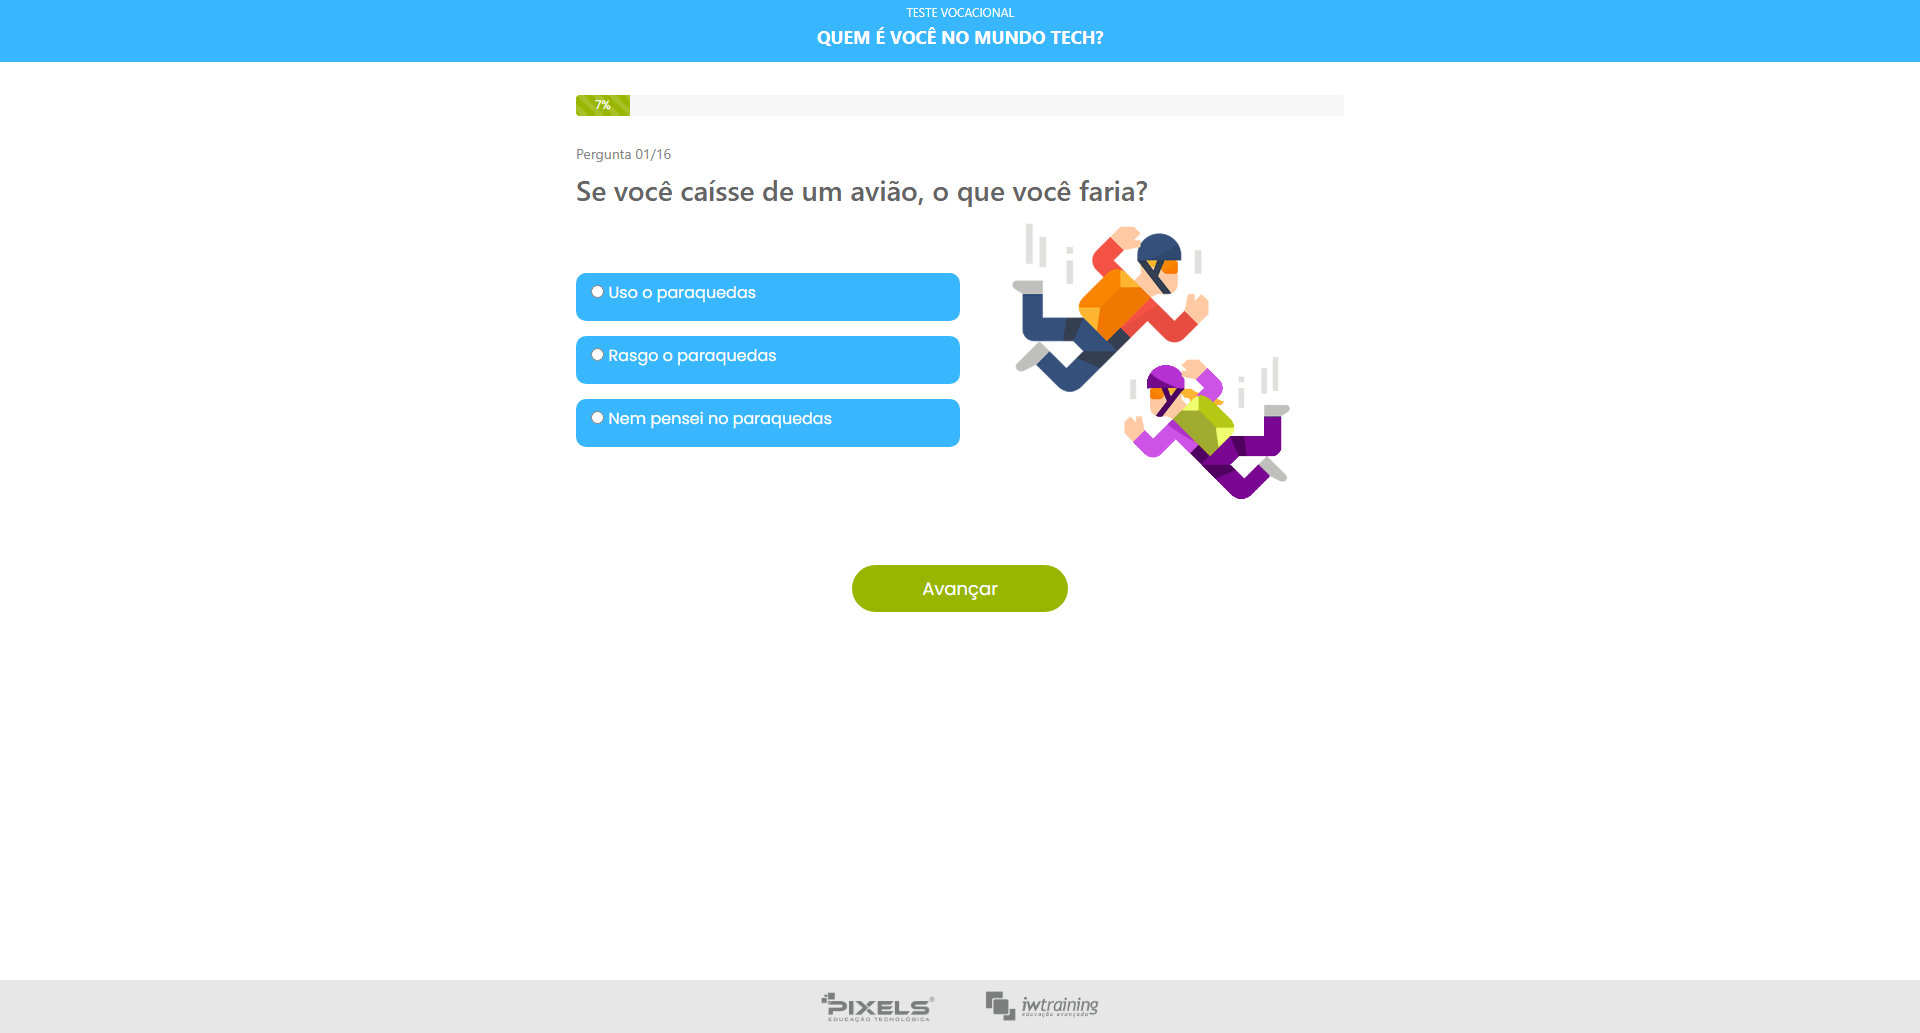 TESTE VOCACIONAL
QUEM É VOCÊ NO MUNDO TECH?
7%
Pergunta 01/16
Se você caísse de um avião, o que você faria?
Uso o paraquedas
Rasgo o paraquedas
Nem pensei no paraquedas
Avançar
PIXELS®
EDUCAÇÃO TECNOLÓGICA
iwtraining
educação avançada